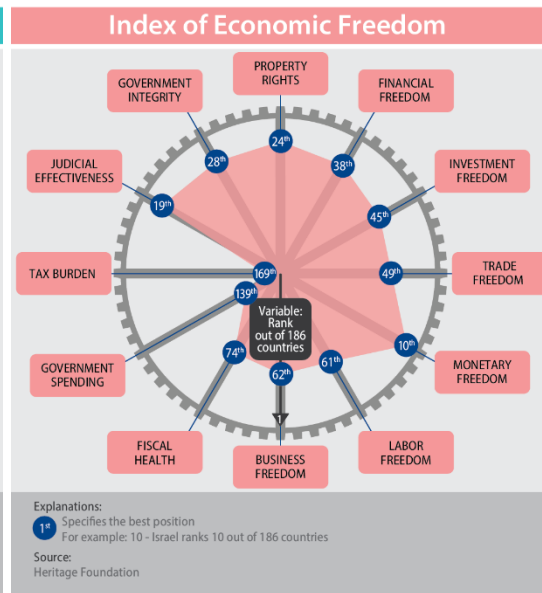 Index of Economic Freedom
PROPERTY
RIGHTS
GOVERNMENT
INTEGRITY
FINANCIAL
FREEDOM
24th
28th
38th
JUDICIAL
EFFECTIVENESS
INVESTMENT
FREEDOM
19th
45th
TAX BURDEN
169th
49th
TRADE
FREEDOM
139th
Variable:
Rank
out of 186
countries
10th
GOVERNMENT
SPENDING
74th
62th
61th
MONETARY
FREEDOM
1
FISCAL
HEALTH
BUSINESS
FREEDOM
LABOR
FREEDOM
Explanations:
1st Specifies the best position
For example: 10 - Israel ranks 10 out of 186 countries
Source:
Heritage Foundation